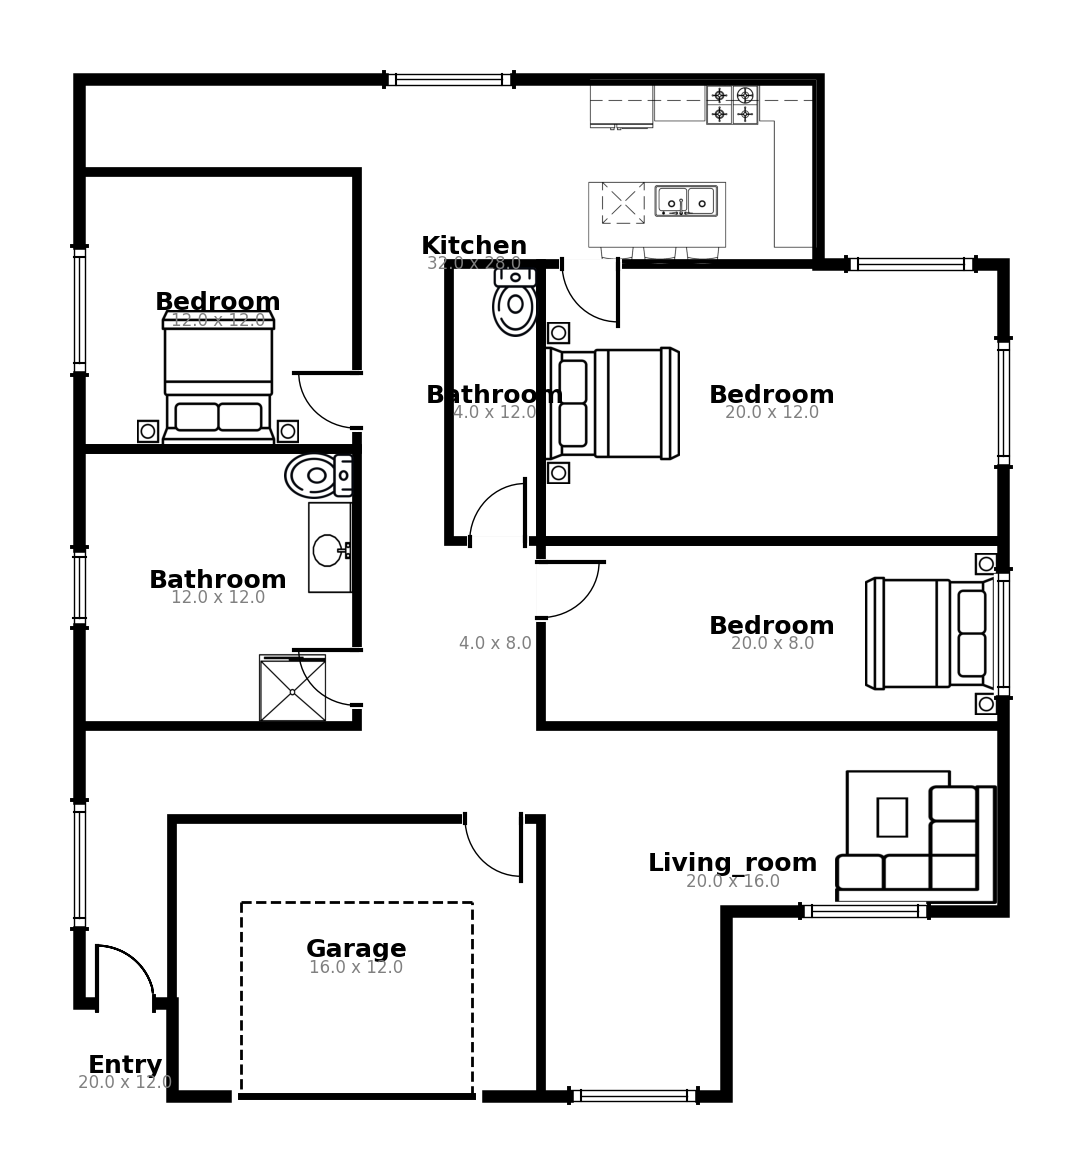 Kitchen
32.0 x 28.0
Bedroom
12.0 x 12.0
Bathroom
4.0 x 12.0
Bedroom
20.0 x 12.0
Bathroom
12.0 x 12.0
4.0 x 8.0
Bedroom
20.0 x 8.0
Living_room
20.0 x 16.0
Garage
16.0 x 12.0
Entry
20.0 x 12.0